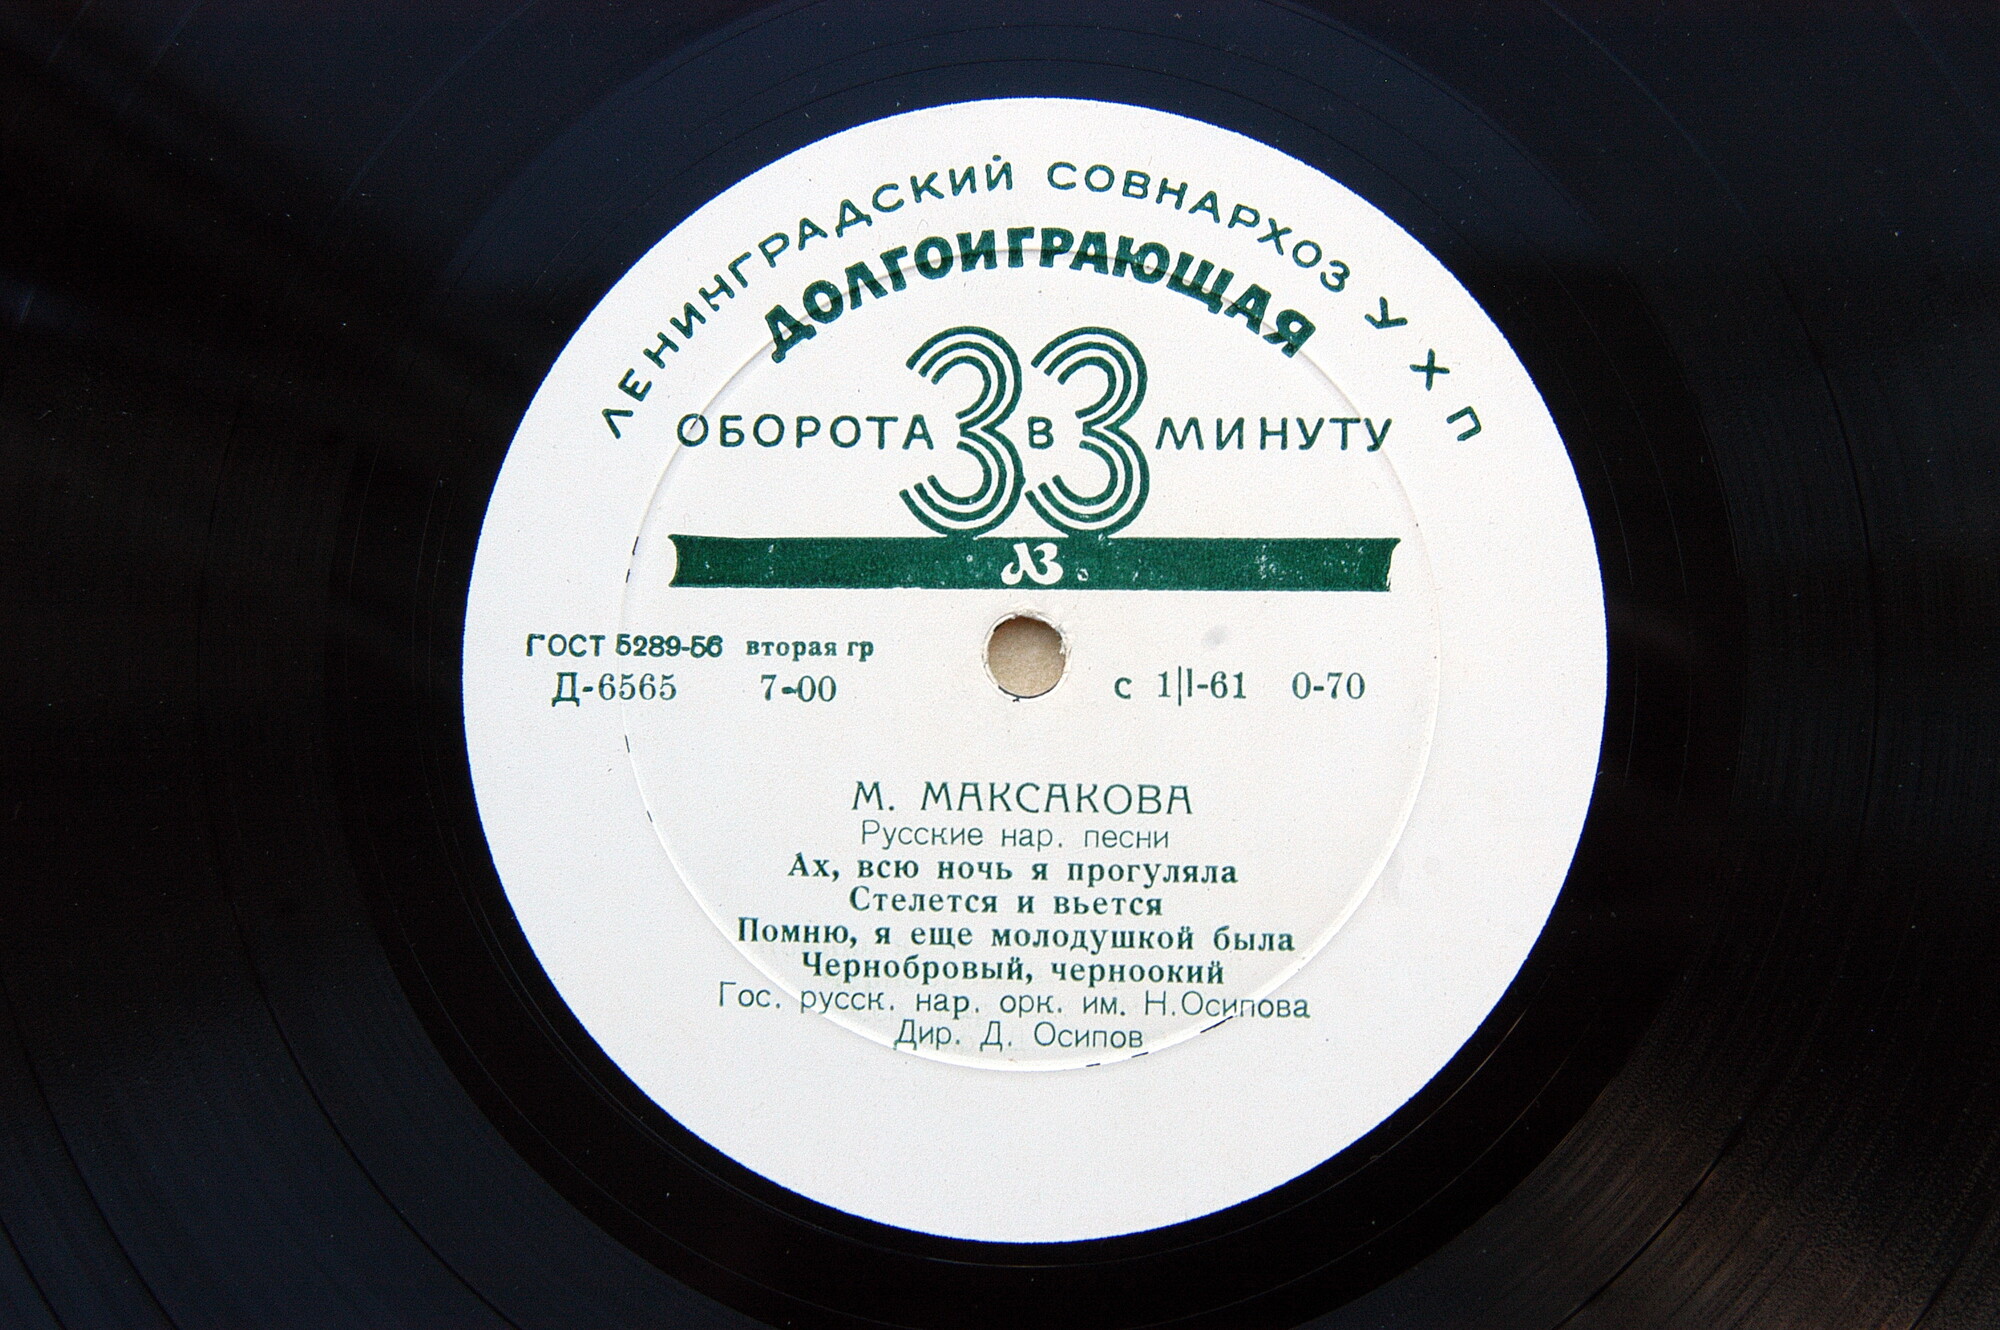 ЛЕНИНГРАДСКИЙ СОВНАРХОЗ УХП
ДОЛГОИГРАЮЩАЯ
33
ОБОРОТА В МИНУТУ
ЛЗ
ГОСТ 5289-56 вторая гр
Д-6565 7-00 с 1|I-61 0-70
М. МАКСАКОВА
Русские нар. песни
Ах, всю ночь я прогуляла
Стелется и вьется
Помню, я еще молодушкой была
Чернобровый, черноокий
Гос. русск. нар. орк. им. Н.Осипова
Дир. Д. Осипов